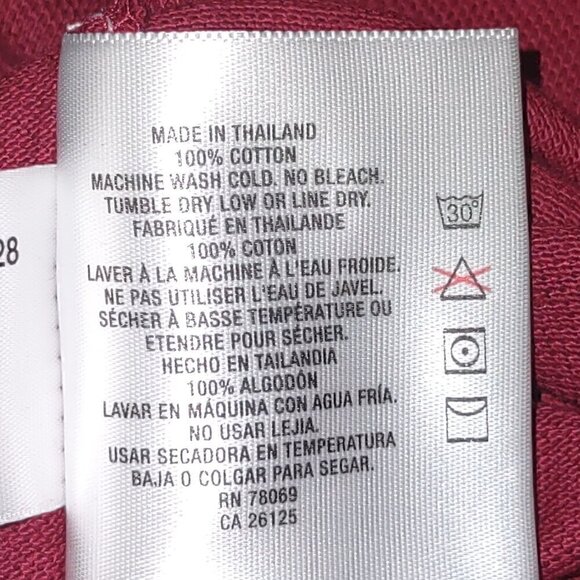 MADE IN THAILAND
100% COTTON
MACHINE WASH COLD. NO BLEACH.
TUMBLE DRY LOW OR LINE DRY.
FABRIQUÉ EN THAILANDE
100% COTON
LAVER À LA MACHINE À L'EAU FROIDE.
NE PAS UTILISER L'EAU DE JAVEL.
SÉCHER À BASSE TEMPÉRATURE OU
ETENDRE POUR SÉCHER.
HECHO EN TAILANDIA
100% ALGODÓN
LAVAR EN MÁQUINA CON AGUA FRÍA.
NO USAR LEJIA.
USAR SECADORA EN TEMPERATURA
BAJA O COLGAR PARA SEGAR.
RN 78069
CA 26125
30°
28